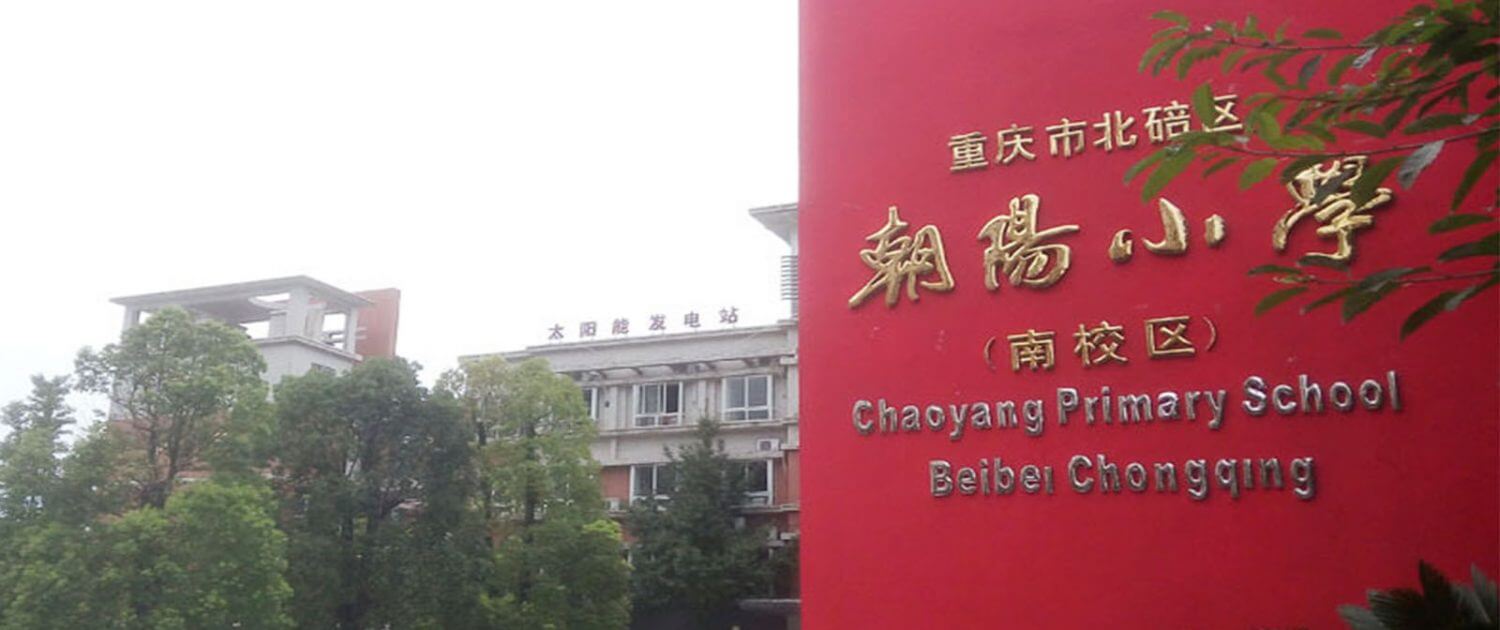 太阳能发电站
重庆市北碚区
朝陽小學
(南校区)
Chaoyang Primary School
Beibei Chongqing